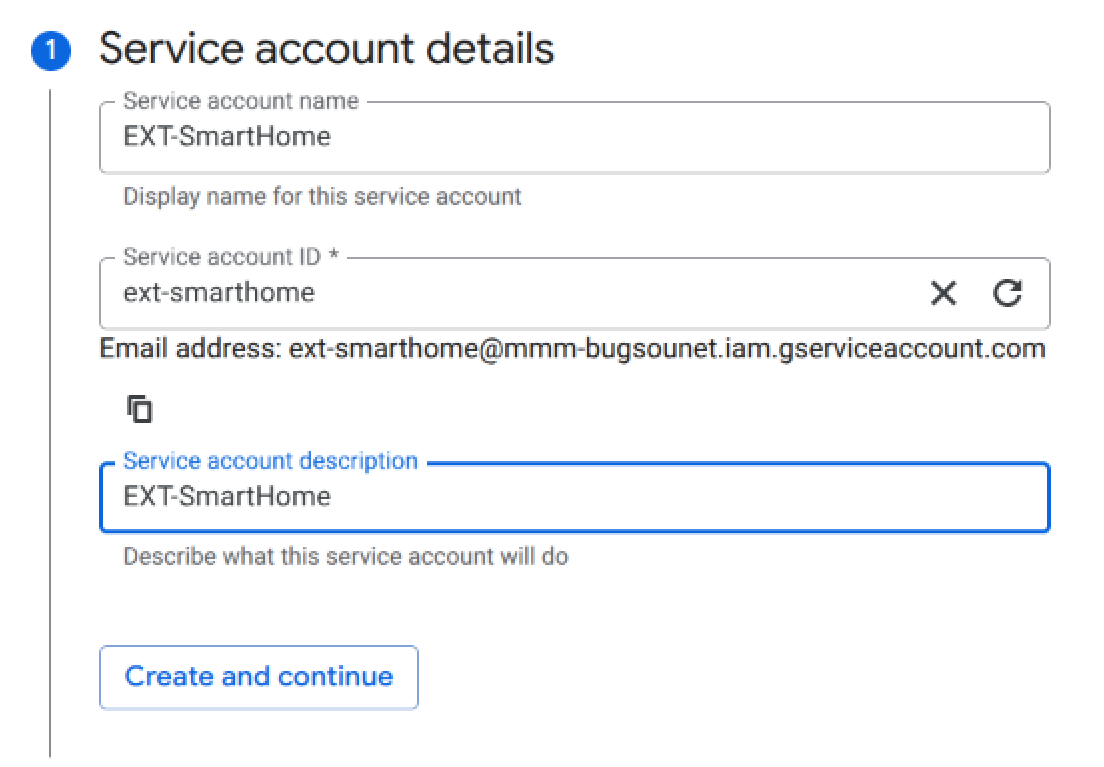 1 Service account details
Service account name
EXT-SmartHome
Display name for this service account
Service account ID *
ext-smarthome
Email address: ext-smarthome@mmm-bugsounet.iam.gserviceaccount.com
Service account description
EXT-SmartHome
Describe what this service account will do
Create and continue